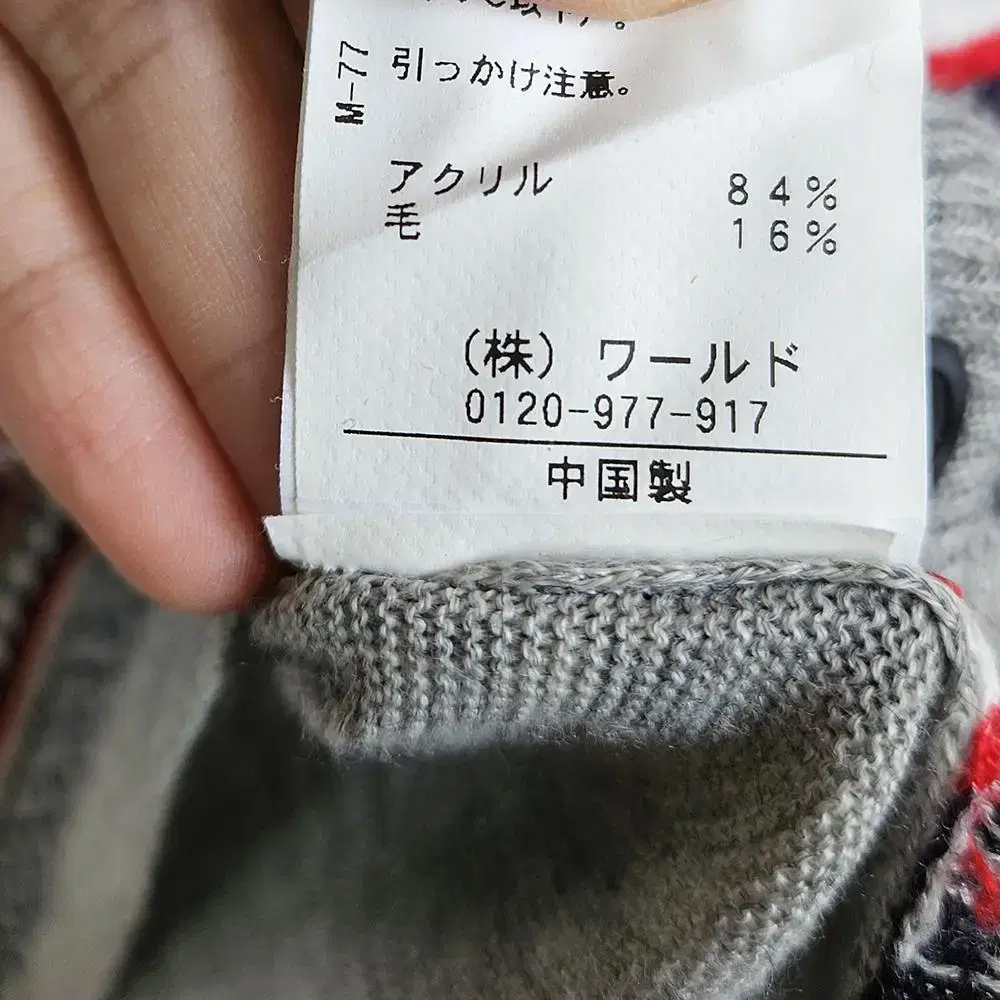 引っかけ注意。
M-77
アクリル 84%
毛 16%
(株) ワールド
0120-977-917
中国製